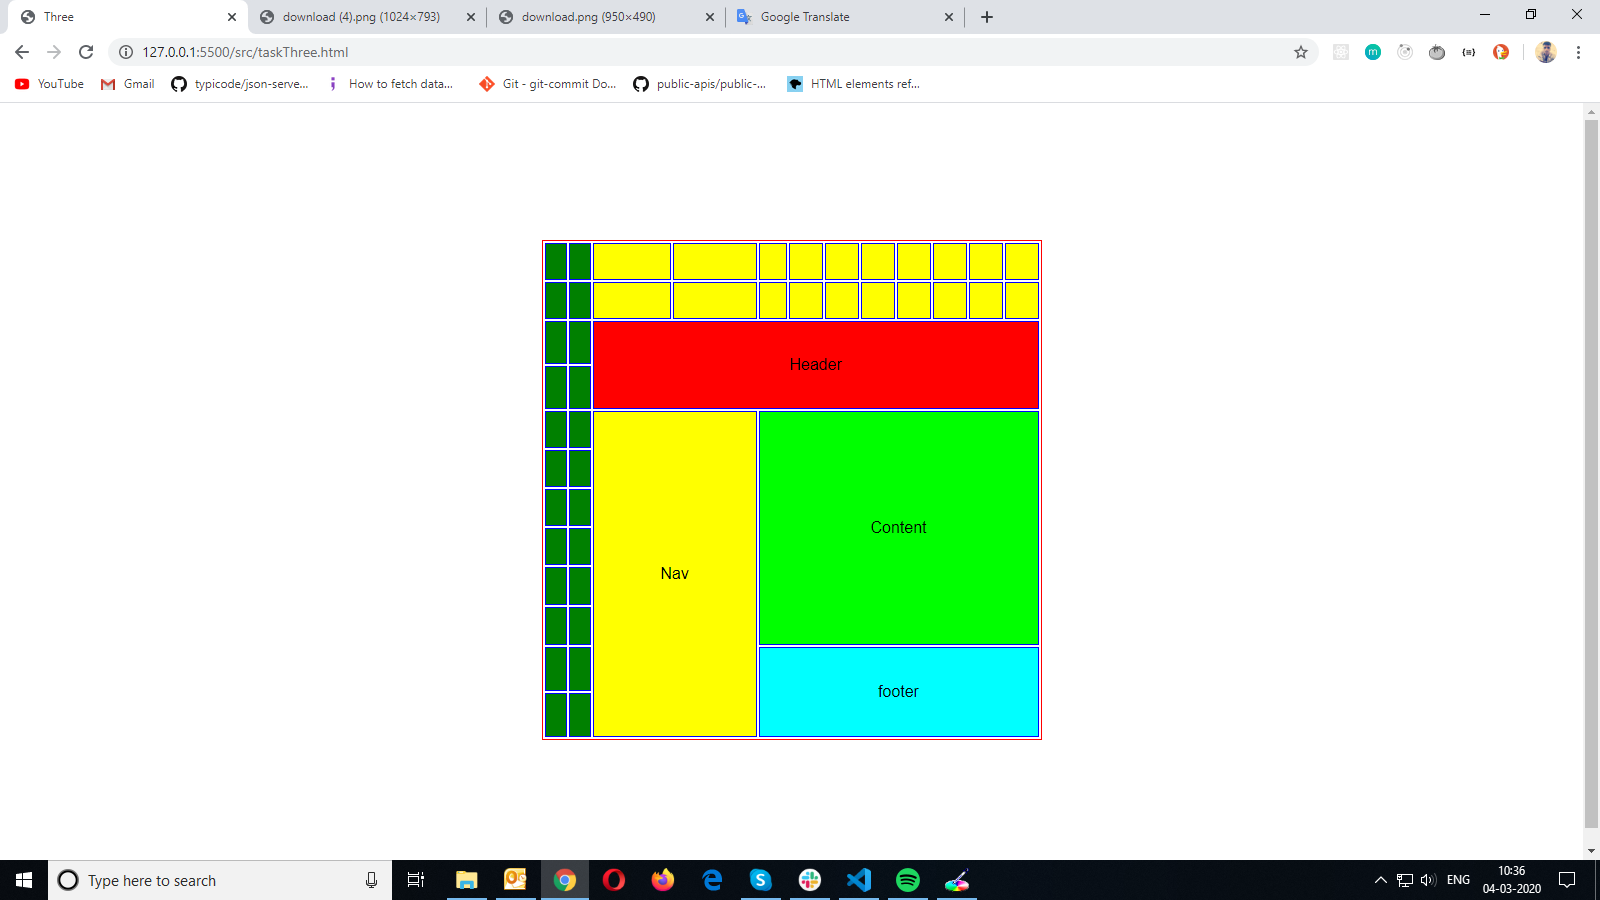 Three
download (4).png (1024×793)
download.png (950×490)
Google Translate
127.0.0.1:5500/src/taskThree.html
YouTube
Gmail
typicode/json-serve...
How to fetch data...
Git - git-commit Do...
public-apis/public-...
HTML elements ref...
Header
Content
Nav
footer
Type here to search
ENG
10:36
04-03-2020